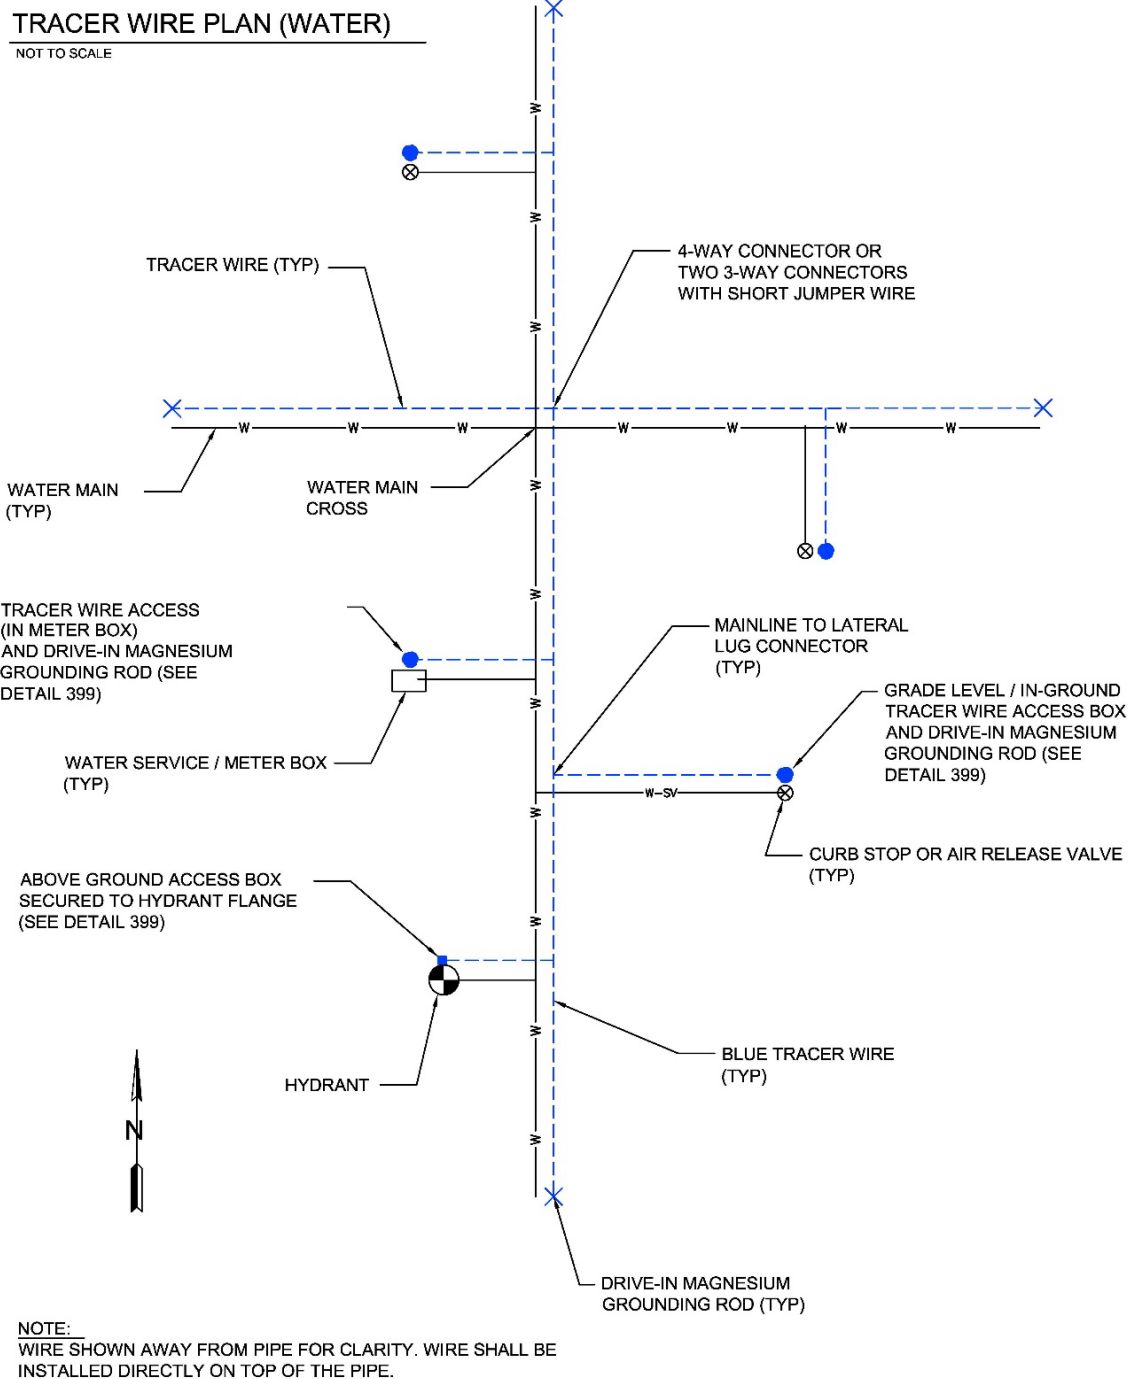 TRACER WIRE PLAN (WATER)
NOT TO SCALE
W
W
TRACER WIRE (TYP)
4-WAY CONNECTOR OR
TWO 3-WAY CONNECTORS
WITH SHORT JUMPER WIRE
W
W W W W W W W
WATER MAIN
(TYP)
WATER MAIN
CROSS
W
W
TRACER WIRE ACCESS
(IN METER BOX)
AND DRIVE-IN MAGNESIUM
GROUNDING ROD (SEE
DETAIL 399)
MAINLINE TO LATERAL
LUG CONNECTOR
(TYP)
W
GRADE LEVEL / IN-GROUND
TRACER WIRE ACCESS BOX
AND DRIVE-IN MAGNESIUM
GROUNDING ROD (SEE
DETAIL 399)
WATER SERVICE / METER BOX
(TYP)
W-SV
W
CURB STOP OR AIR RELEASE VALVE
(TYP)
ABOVE GROUND ACCESS BOX
SECURED TO HYDRANT FLANGE
(SEE DETAIL 399)
W
W
BLUE TRACER WIRE
(TYP)
HYDRANT
N
W
DRIVE-IN MAGNESIUM
GROUNDING ROD (TYP)
NOTE:
WIRE SHOWN AWAY FROM PIPE FOR CLARITY. WIRE SHALL BE
INSTALLED DIRECTLY ON TOP OF THE PIPE.